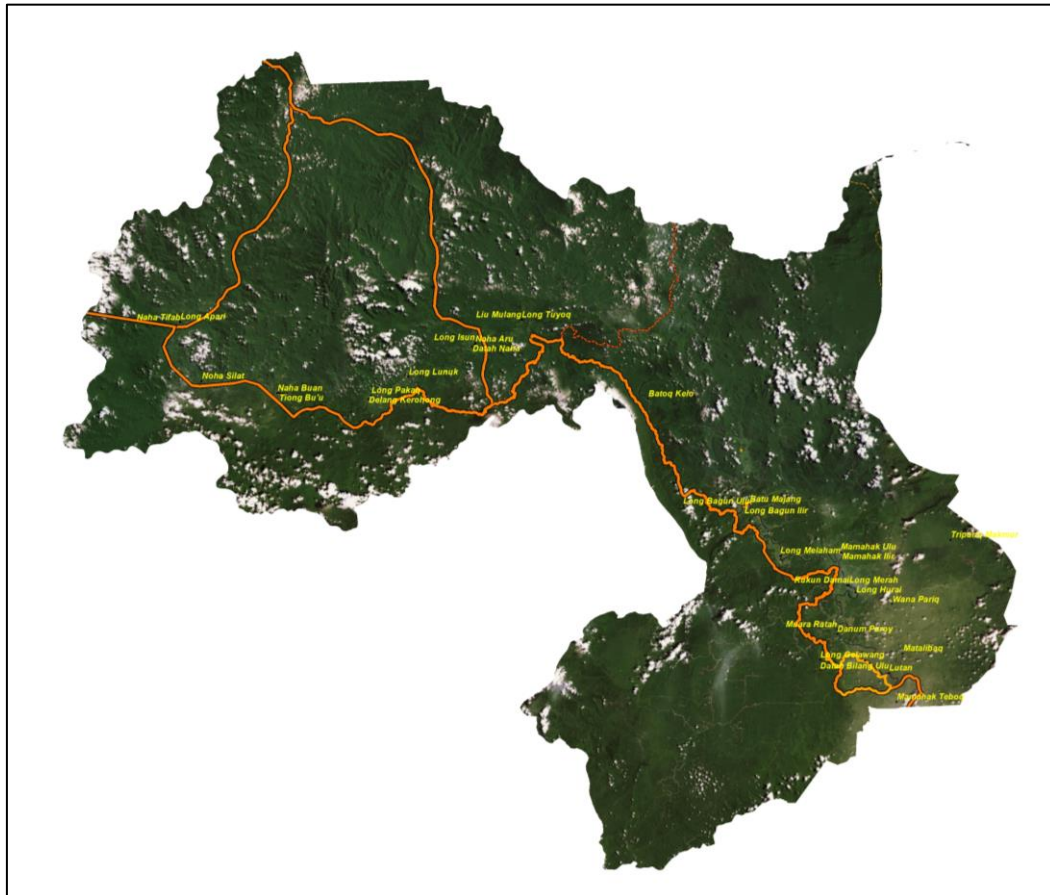 Liu Mulang
Long Tuyoq
Naha Tifab
Long Apari
Long Isun
Naha Aru
Datah Naha
Noha Silat
Long Lunuk
Naha Buan
Tiong Bu'u
Long Pakaq
Delang Kerohong
Batoq Kelo
Long Bagun Ulu
Batu Majang
Long Bagun Ilir
Long Melaham
Mamahak Ulu
Mamahak Ilir
Rukun Damai
Long Merah
Long Hurai
Wana Pariq
Muara Ratah
Danum Paroy
Long Gelawang
Matalibaq
Datah Bilang Ulu
Lutan
Mamahak Teboq